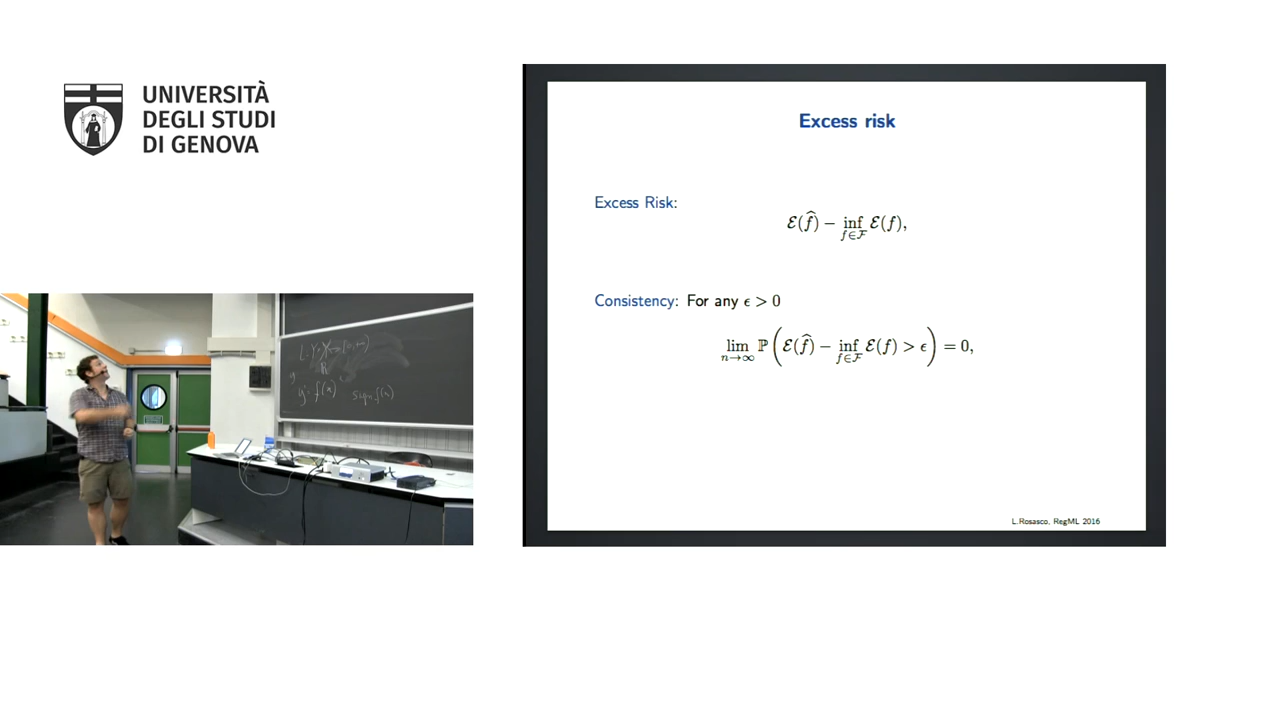 UNIVERSITÀ
DEGLI STUDI
DI GENOVA
Excess risk
Excess Risk:
ℰ(f̂) − inf_{f∈ℱ} ℰ(f),
Consistency: For any ϵ > 0
lim_{n→∞} ℙ(ℰ(f̂) − inf_{f∈ℱ} ℰ(f) > ϵ) = 0,
L.Rosasco, RegML 2016
ℝ
y
f(x)
sign f(x)